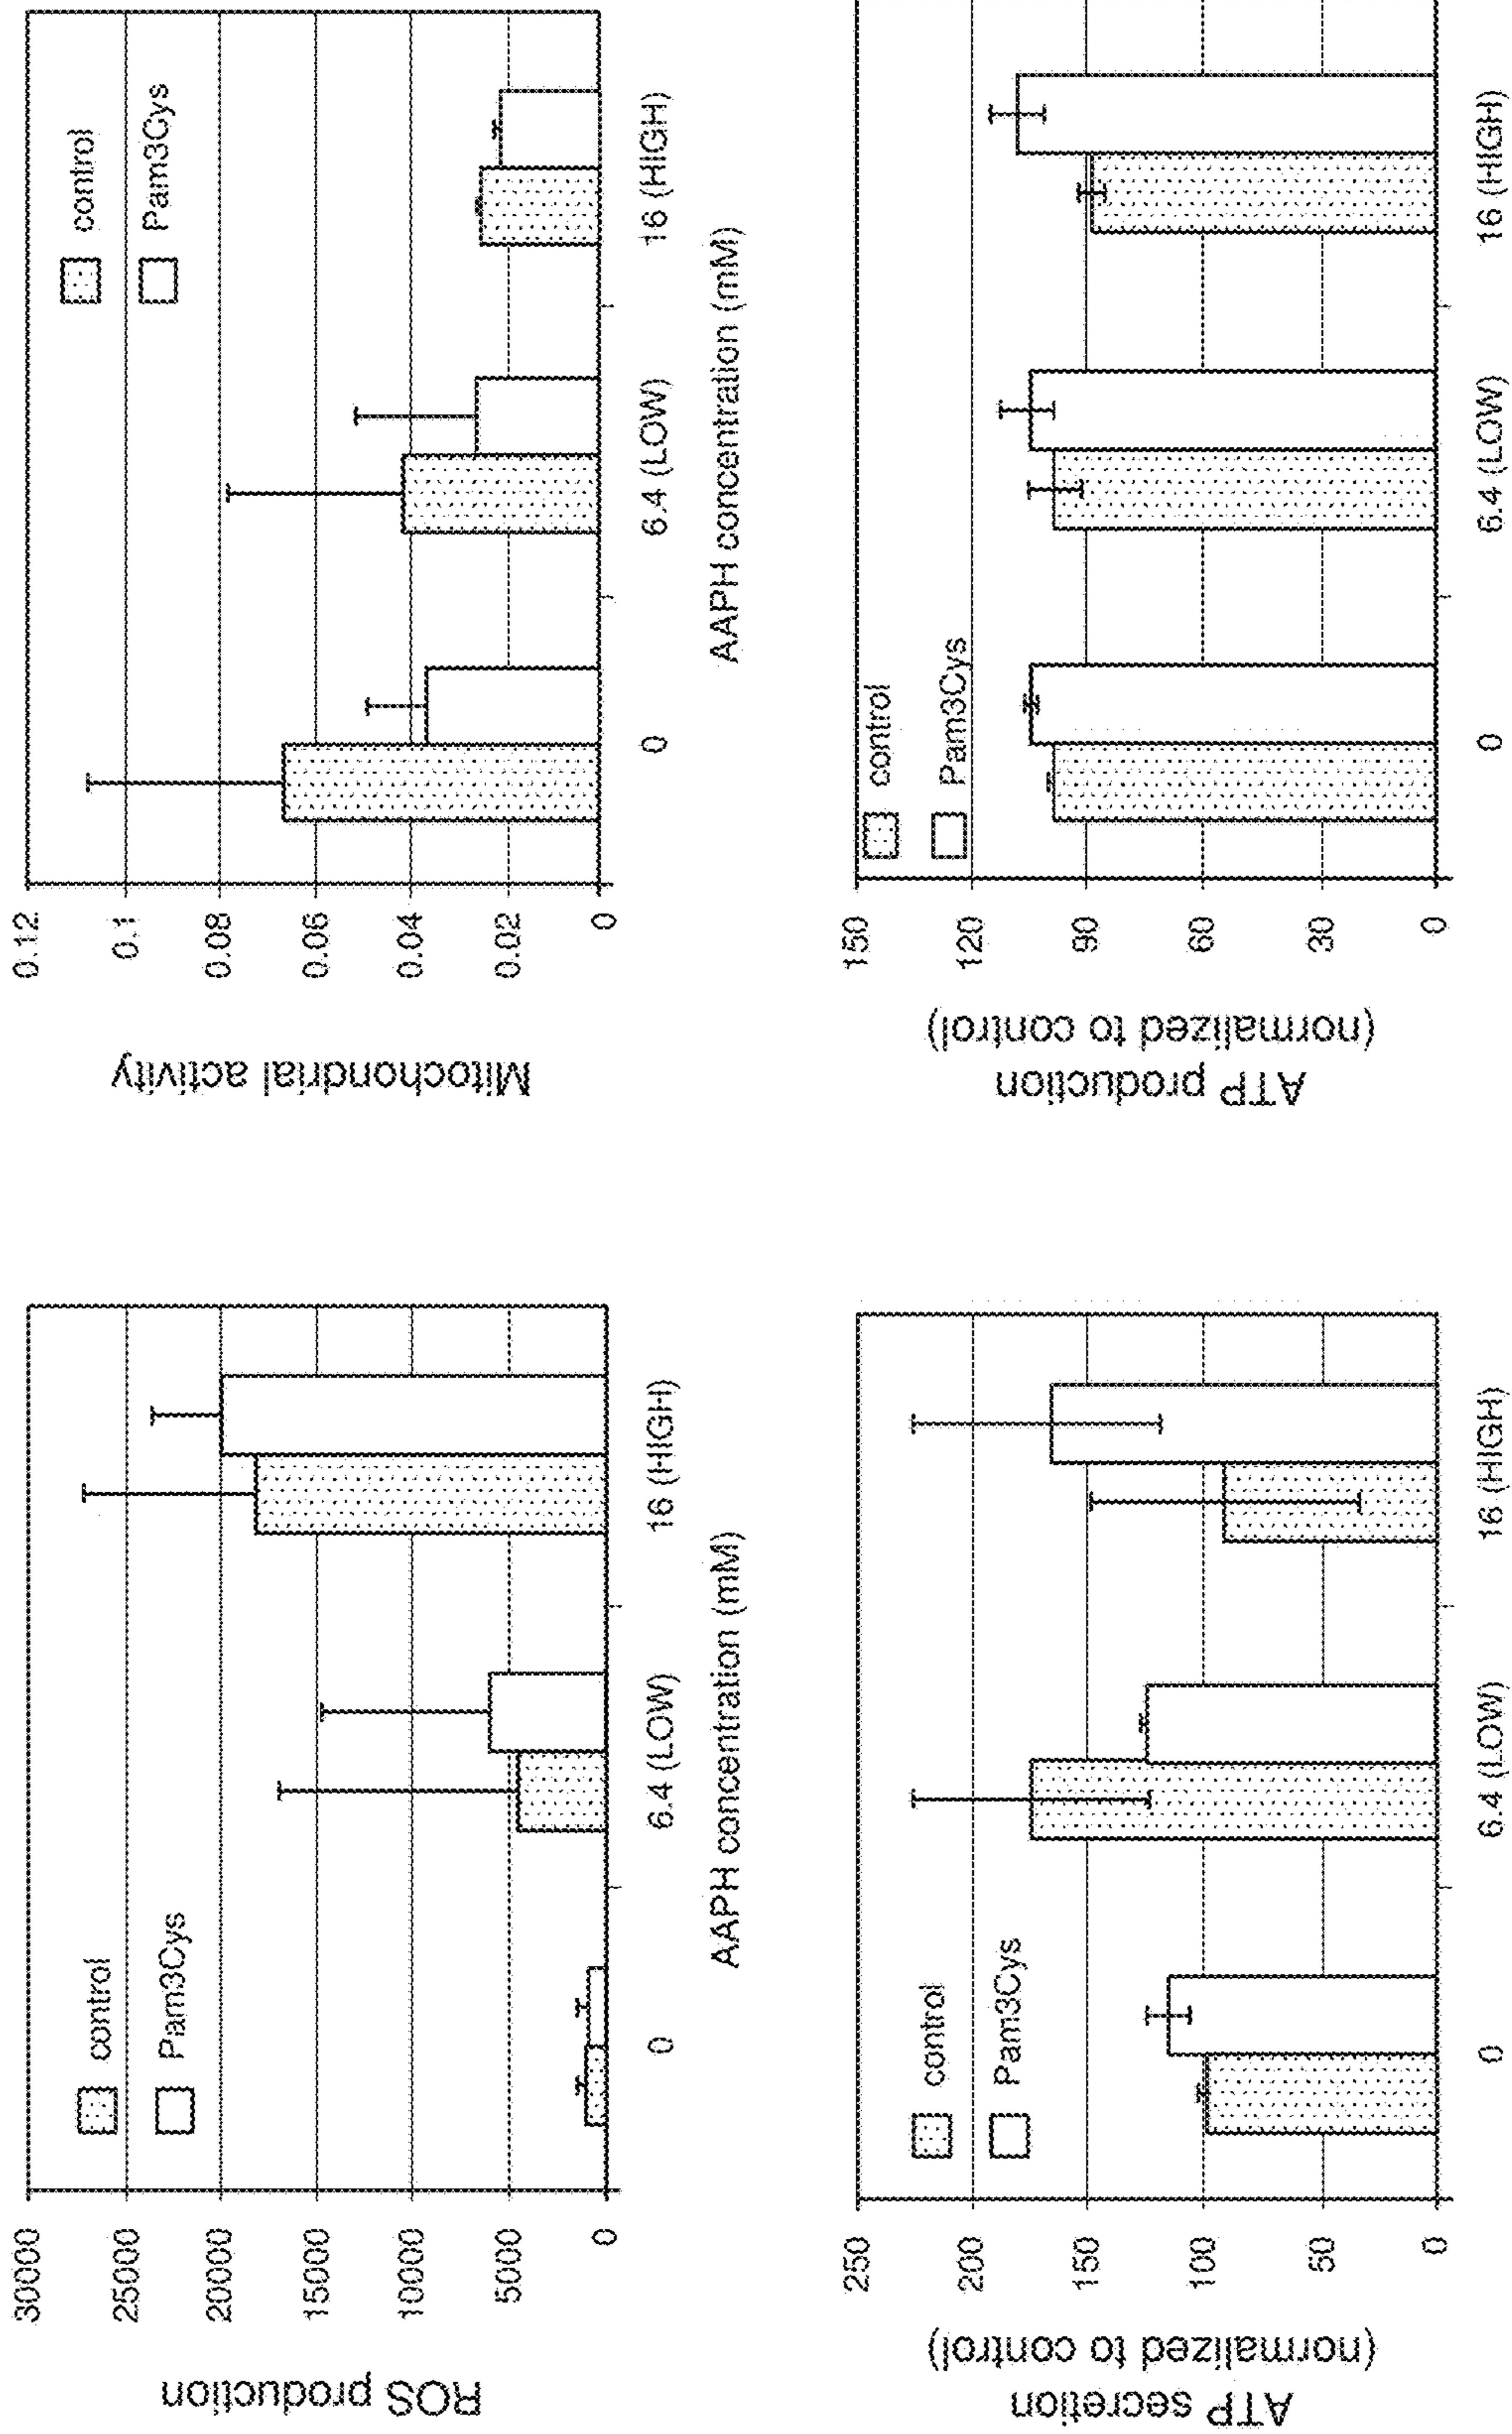 ROS production
30000
25000
20000
15000
10000
5000
0
control
Pam3Cys
0
6.4 (LOW)
16 (HIGH)
AAPH concentration (mM)
Mitochondrial activity
0.12
0.1
0.08
0.06
0.04
0.02
0
control
Pam3Cys
0
6.4 (LOW)
16 (HIGH)
AAPH concentration (mM)
ATP secretion
(normalized to control)
250
200
150
100
50
0
control
Pam3Cys
0
6.4 (LOW)
16 (HIGH)
ATP production
(normalized to control)
150
120
90
60
30
0
control
Pam3Cys
0
6.4 (LOW)
16 (HIGH)